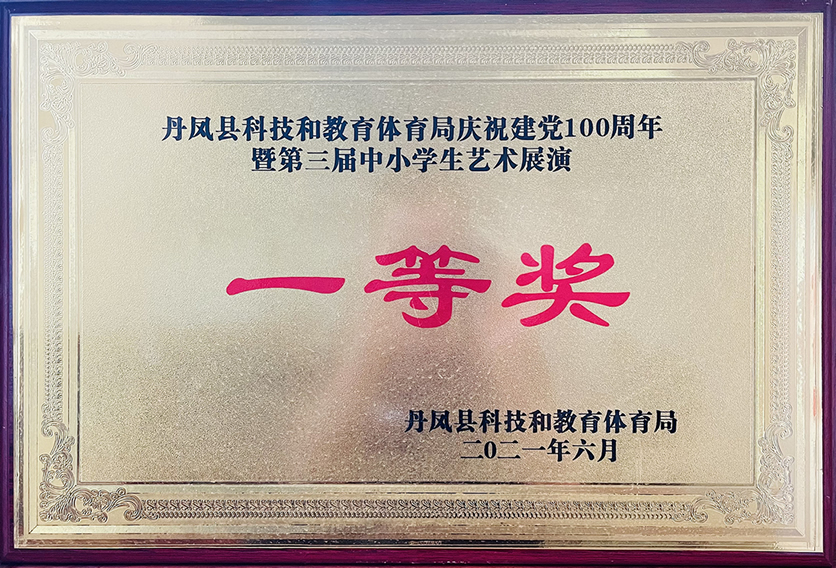 丹凤县科技和教育体育局庆祝建党100周年
暨第三届中小学生艺术展演
一等奖
丹凤县科技和教育体育局
二〇二一年六月